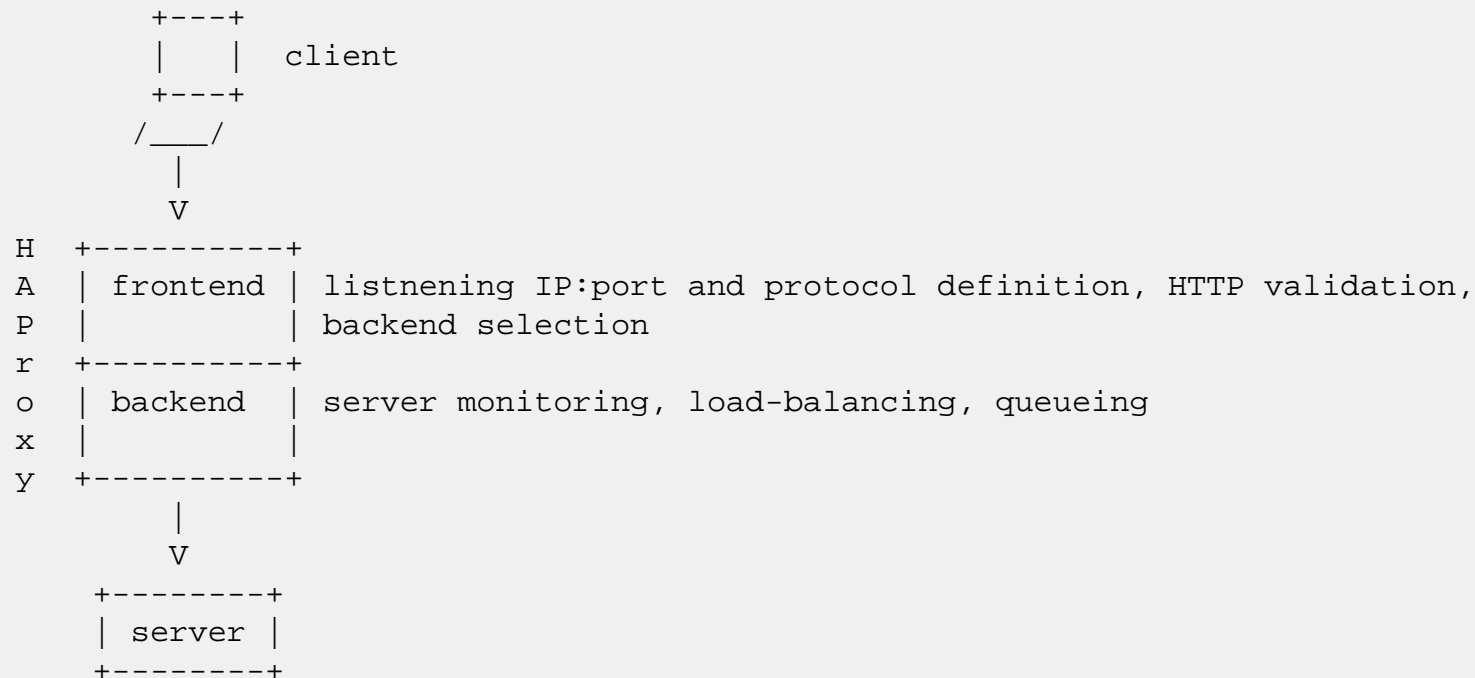 client
H
A frontend listnening IP:port and protocol definition, HTTP validation,
P backend selection
r
o backend server monitoring, load-balancing, queueing
x
y
V
server